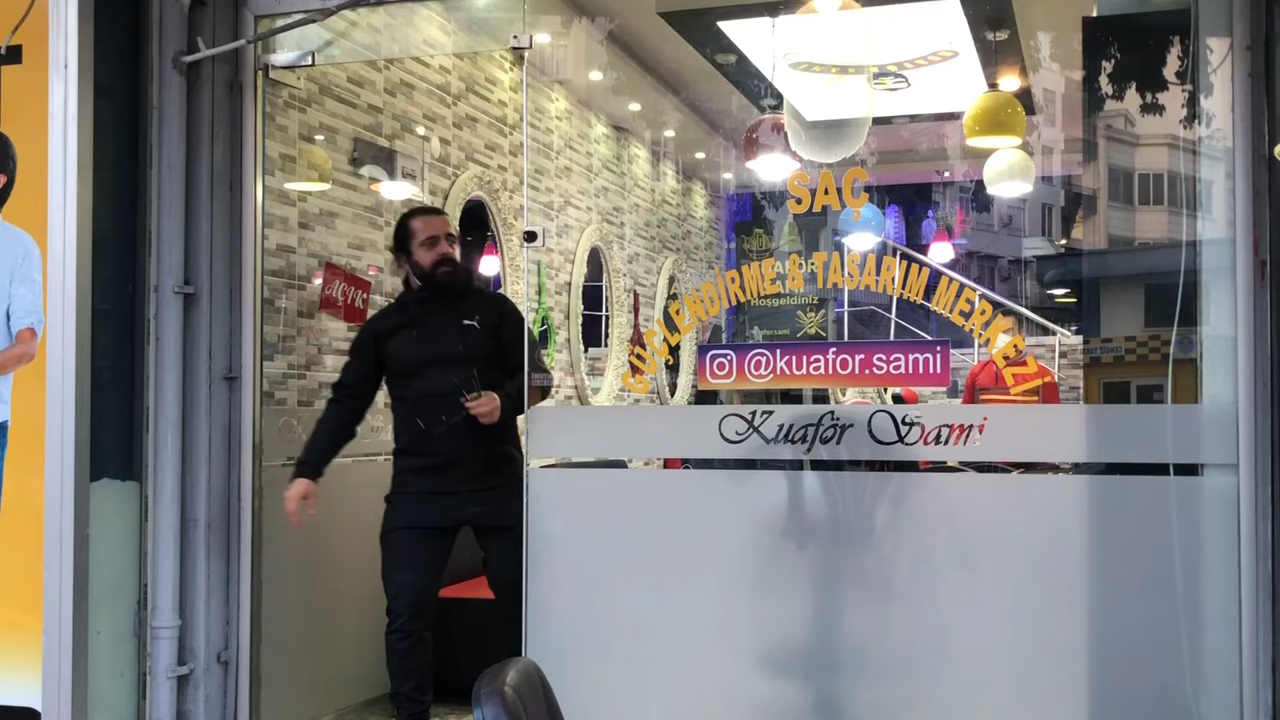 SAÇ
GÜÇLENDİRME & TASARIM MERKEZİ
AÇIK
Hoşgeldiniz
@kuafor.sami
Kuaför Sami